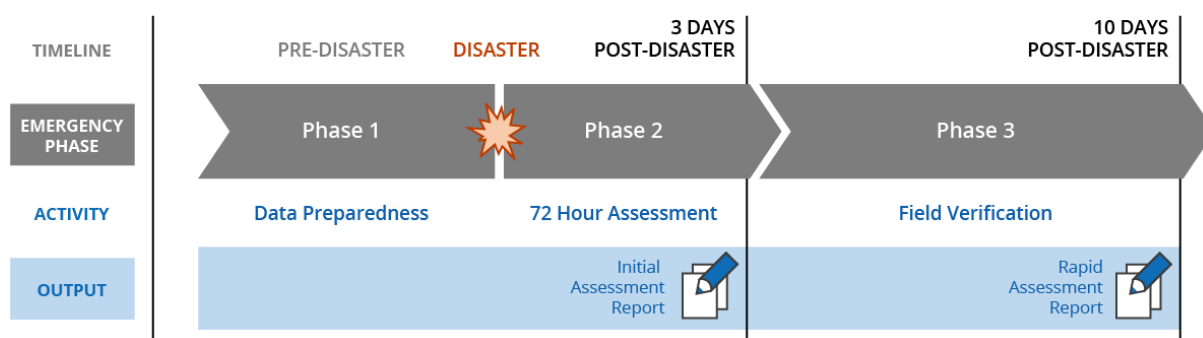 TIMELINE
PRE-DISASTER
DISASTER
3 DAYS
POST-DISASTER
10 DAYS
POST-DISASTER
EMERGENCY
PHASE
Phase 1
Phase 2
Phase 3
ACTIVITY
Data Preparedness
72 Hour Assessment
Field Verification
OUTPUT
Initial
Assessment
Report
Rapid
Assessment
Report